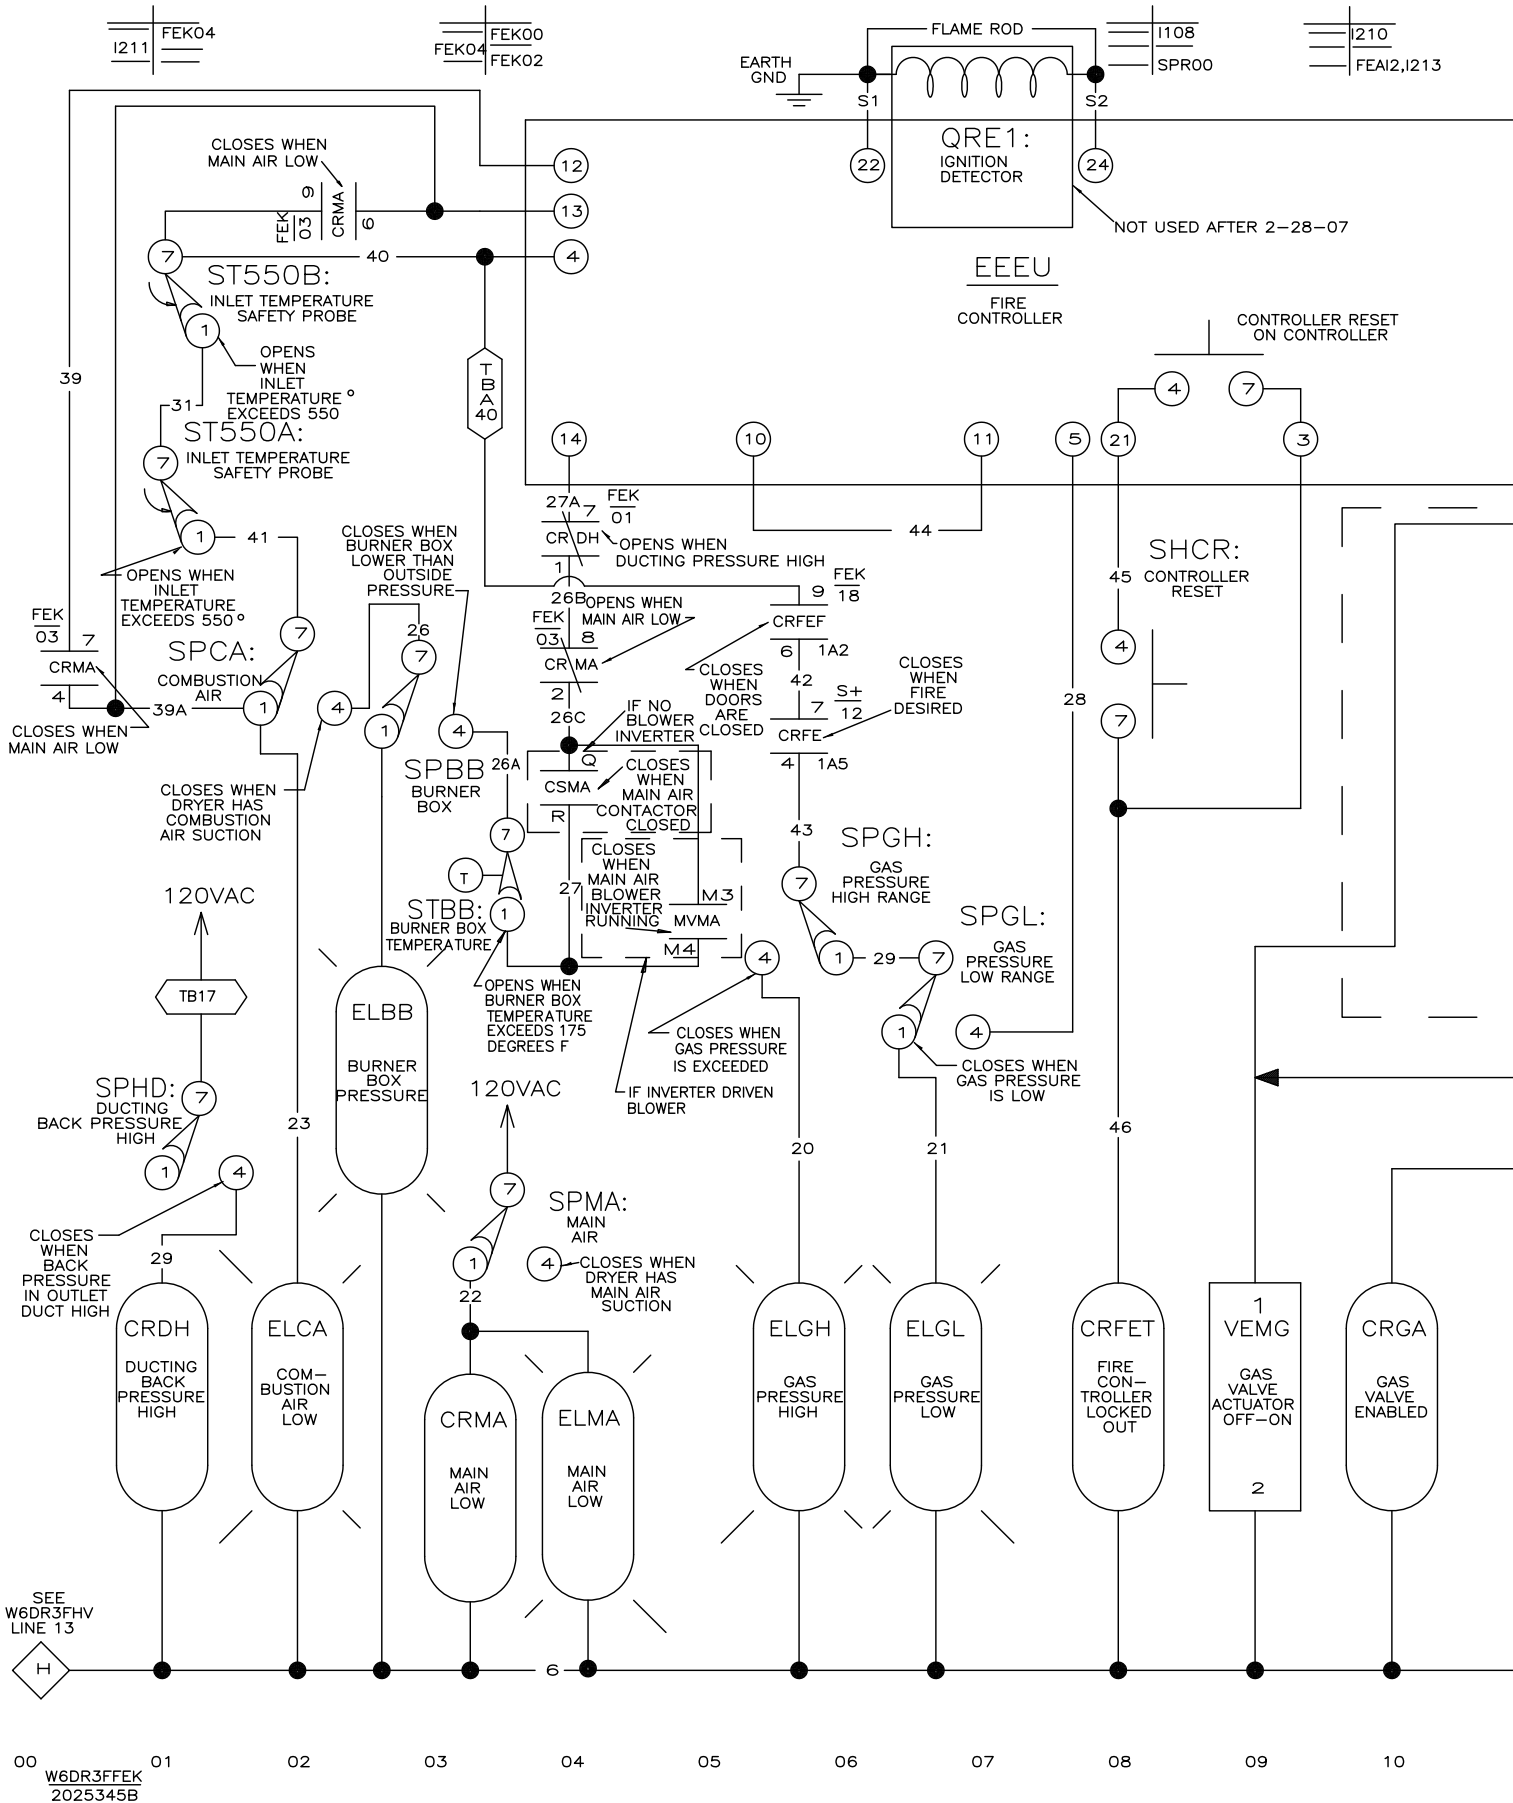 FEK04
I211
FEK00
FEK04
FEK02
FLAME ROD
EARTH
GND
S1
S2
I108
SPR00
I210
FEAI2,I213
CLOSES WHEN
MAIN AIR LOW
12
22
QRE1:
IGNITION
DETECTOR
24
9
FEK
03
CRMA
6
13
NOT USED AFTER 2-28-07
7
40
4
ST550B:
INLET TEMPERATURE
SAFETY PROBE
EEEU
FIRE
CONTROLLER
1
CONTROLLER RESET
ON CONTROLLER
OPENS
WHEN
INLET
TEMPERATURE °
EXCEEDS 550
39
T
B
A
40
4
7
31
ST550A:
7
INLET TEMPERATURE
SAFETY PROBE
14
10
11
5
21
3
27A
7
FEK
01
1
41
CLOSES WHEN
BURNER BOX
LOWER THAN
OUTSIDE
PRESSURE
CR DH
OPENS WHEN
DUCTING PRESSURE HIGH
44
1
SHCR:
CONTROLLER
RESET
45
OPENS WHEN
INLET
TEMPERATURE
EXCEEDS 550°
26B
OPENS WHEN
MAIN AIR LOW
9
FEK
18
FEK
03
7
7
26
FEK
03
8
CRFEF
CRMA
SPCA:
7
CR MA
6
1A2
4
4
COMBUSTION
AIR
2
CLOSES
WHEN
DOORS
ARE
CLOSED
42
CLOSES
WHEN
FIRE
DESIRED
39A
1
4
26C
IF NO
BLOWER
INVERTER
7
S+
12
28
7
CLOSES WHEN
MAIN AIR LOW
1
4
CRFE
SPBB
BURNER
BOX
26A
Q
CLOSES
WHEN
MAIN AIR
CONTACTOR
CLOSED
4
1A5
CSMA
R
CLOSES WHEN
DRYER HAS
COMBUSTION
AIR SUCTION
7
43
SPGH:
GAS
PRESSURE
HIGH RANGE
CLOSES
WHEN
MAIN AIR
BLOWER
INVERTER
RUNNING
T
27
M3
7
120VAC
STBB:
BURNER BOX
TEMPERATURE
1
MVMA
SPGL:
GAS
PRESSURE
LOW RANGE
M4
4
1
29
7
TB17
ELBB
BURNER
BOX
PRESSURE
OPENS WHEN
BURNER BOX
TEMPERATURE
EXCEEDS 175
DEGREES F
CLOSES WHEN
GAS PRESSURE
IS EXCEEDED
1
4
CLOSES WHEN
GAS PRESSURE
IS LOW
IF INVERTER DRIVEN
BLOWER
SPHD:
DUCTING
BACK PRESSURE
HIGH
7
120VAC
23
20
21
46
1
4
7
SPMA:
MAIN
AIR
CLOSES
WHEN
BACK
PRESSURE
IN OUTLET
DUCT HIGH
29
1
4
CLOSES WHEN
DRYER HAS
MAIN AIR
SUCTION
22
CRDH
DUCTING
BACK
PRESSURE
HIGH
ELCA
COM-
BUSTION
AIR
LOW
CRMA
MAIN
AIR
LOW
ELMA
MAIN
AIR
LOW
ELGH
GAS
PRESSURE
HIGH
ELGL
GAS
PRESSURE
LOW
CRFET
FIRE
CON-
TROLLER
LOCKED
OUT
1
VEMG
GAS
VALVE
ACTUATOR
OFF-ON
2
CRGA
GAS
VALVE
ENABLED
SEE
W6DR3FHV
LINE 13
H
6
00
01
02
03
04
05
06
07
08
09
10
W6DR3FFEK
2025345B